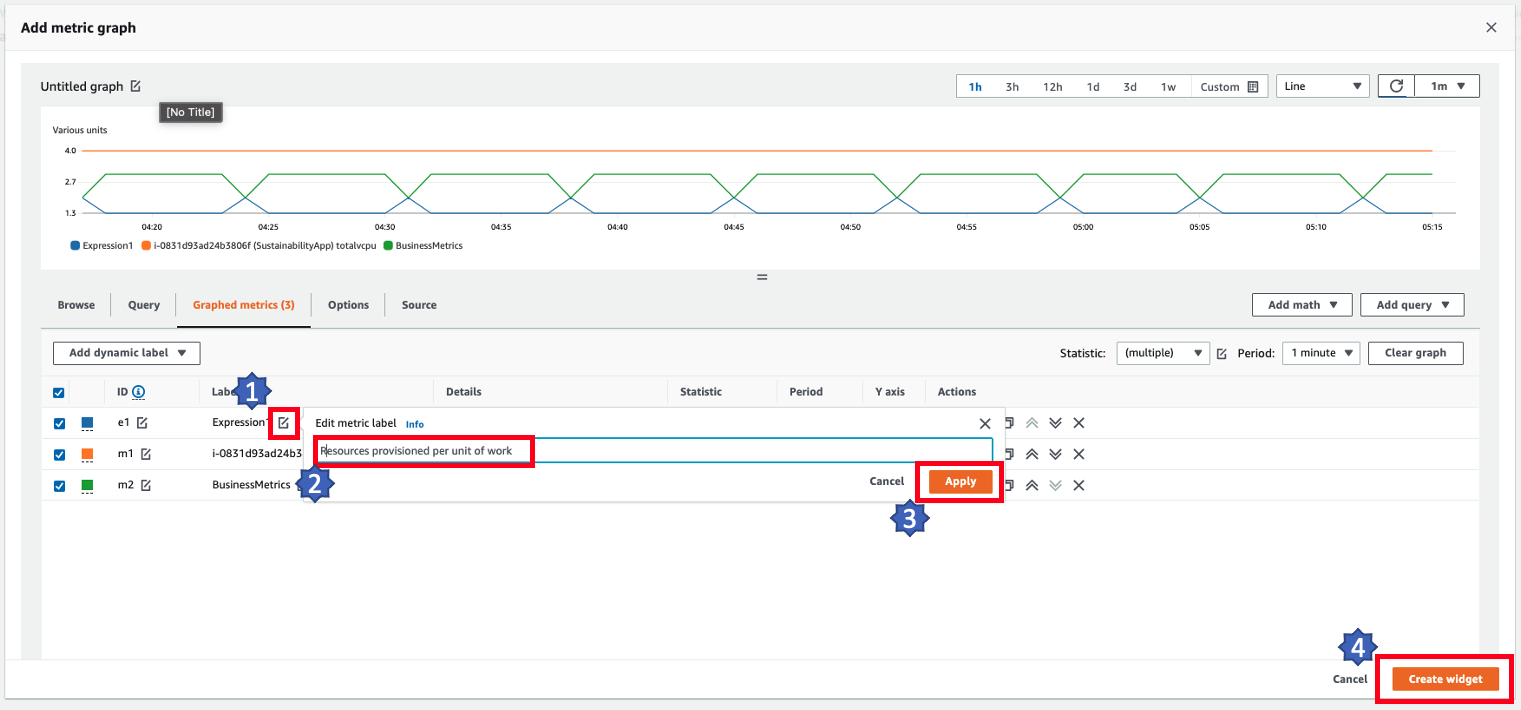 Add metric graph
Untitled graph
1h 3h 12h 1d 3d 1w Custom Line 1m
[No Title]
Various units
4.0
2.7
1.3
04:20 04:25 04:30 04:35 04:40 04:45 04:50 04:55 05:00 05:05 05:10 05:15
Expression1 i-0831d93ad24b3806f (SustainabilityApp) totalvcpu BusinessMetrics
Browse Query Graphed metrics (3) Options Source Add math Add query
Add dynamic label Statistic: (multiple) Period: 1 minute Clear graph
ID Labe Details Statistic Period Y axis Actions
1
e1 Expression1 Edit metric label Info
m1 i-0831d93ad24b3 Resources provisioned per unit of work
m2 BusinessMetrics Cancel Apply
2
3
4
Cancel Create widget